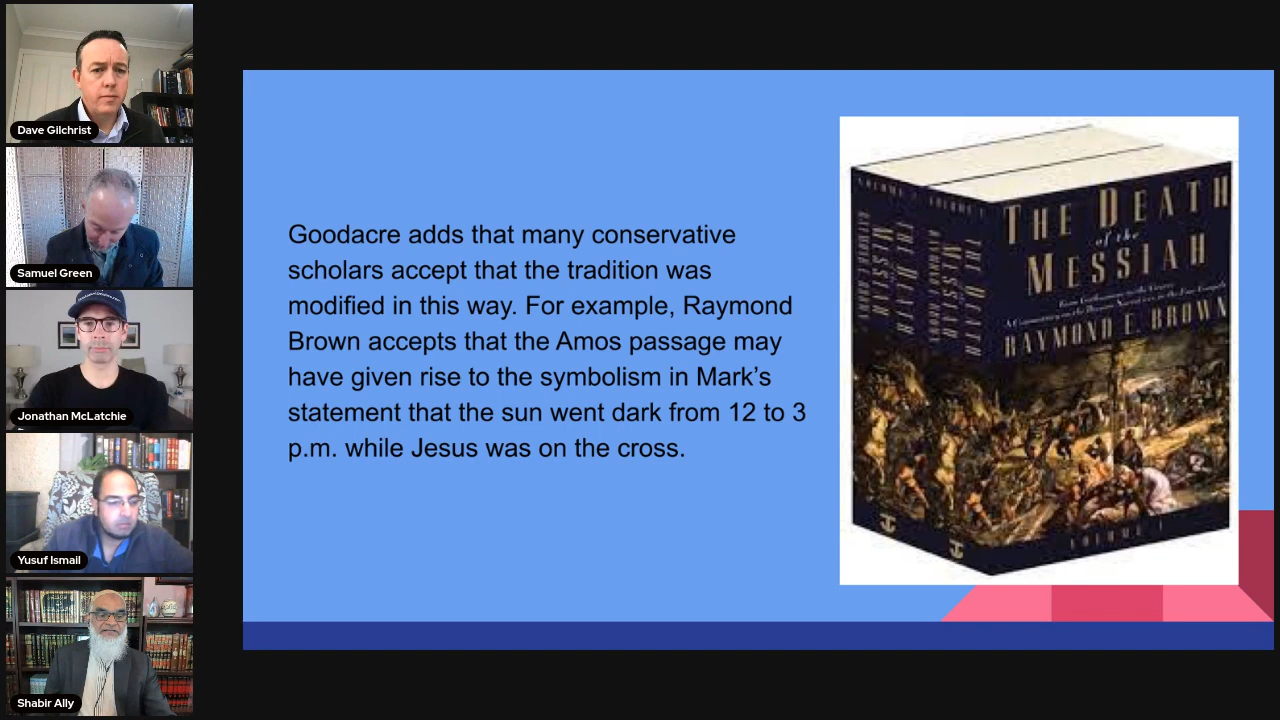 Dave Gilchrist
Samuel Green
Jonathan McLatchie
Yusuf Ismail
Shabir Ally
Goodacre adds that many conservative
scholars accept that the tradition was
modified in this way. For example, Raymond
Brown accepts that the Amos passage may
have given rise to the symbolism in Mark's
statement that the sun went dark from 12 to 3
p.m. while Jesus was on the cross.
THE DEATH
of the
MESSIAH
RAYMOND E. BROWN
VOLUME 1